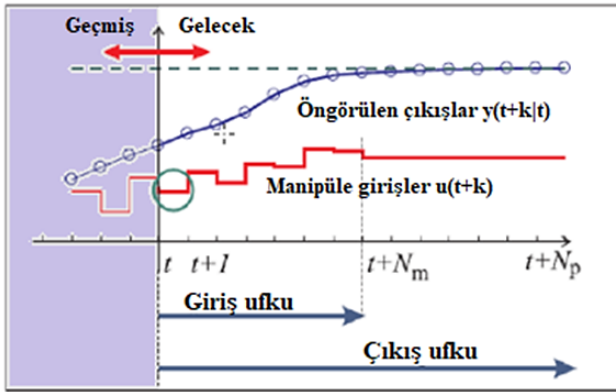 Geçmiş Gelecek
Öngörülen çıkışlar y(t+k|t)
Manipüle girişler u(t+k)
t t+1 t+Nm t+Np
Giriş ufku
Çıkış ufku